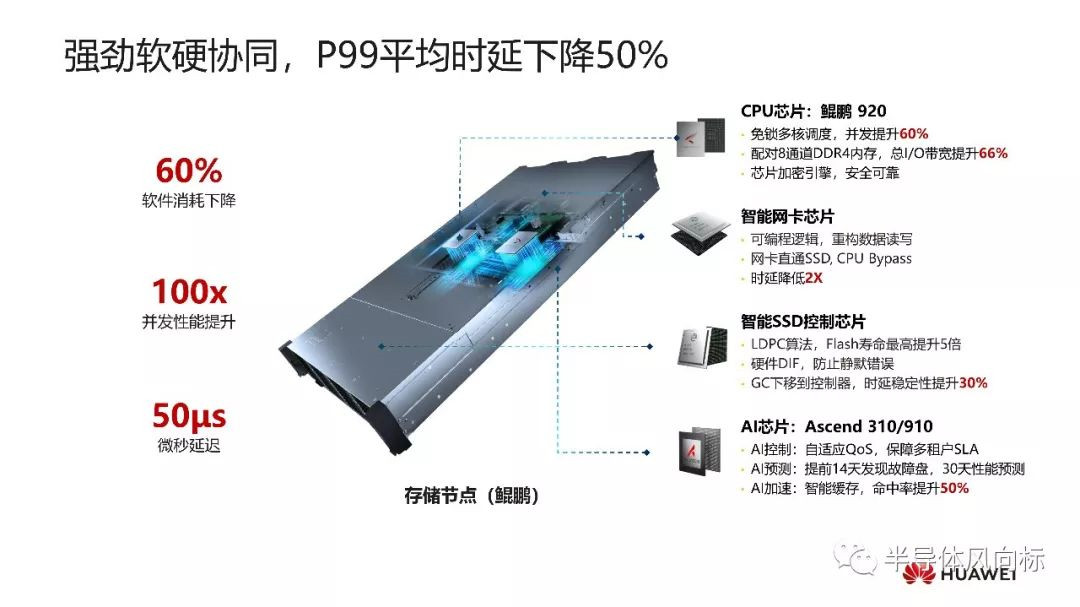 强劲软硬协同，P99平均时延下降50%
60%
软件消耗下降
100x
并发性能提升
50μs
微秒延迟
存储节点（鲲鹏）
CPU芯片：鲲鹏 920
· 免锁多核调度，并发提升60%
· 配对8通道DDR4内存，总I/O带宽提升66%
· 芯片加密引擎，安全可靠
智能网卡芯片
· 可编程逻辑，重构数据读写
· 网卡直通SSD, CPU Bypass
· 时延降低2X
智能SSD控制芯片
· LDPC算法，Flash寿命最高提升5倍
· 硬件DIF，防止静默错误
· GC下移到控制器，时延稳定性提升30%
AI芯片：Ascend 310/910
· AI控制：自适应QoS，保障多租户SLA
· AI预测：提前14天发现故障盘，30天性能预测
· AI加速：智能缓存，命中率提升50%
半导体风向标
HUAWEI